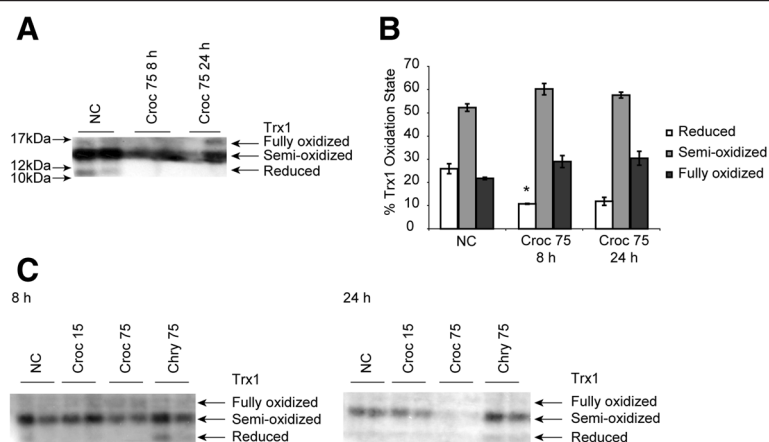 A
NC
Croc 75 8 h
Croc 75 24 h
Trx1
17kDa
Fully oxidized
Semi-oxidized
12kDa
Reduced
10kDa
B
% Trx1 Oxidation State
70
60
50
40
30
20
10
0
*
NC
Croc 75
8 h
Croc 75
24 h
Reduced
Semi-oxidized
Fully oxidized
C
8 h
NC
Croc 15
Croc 75
Chry 75
Trx1
Fully oxidized
Semi-oxidized
Reduced
24 h
NC
Croc 15
Croc 75
Chry 75
Trx1
Fully oxidized
Semi-oxidized
Reduced